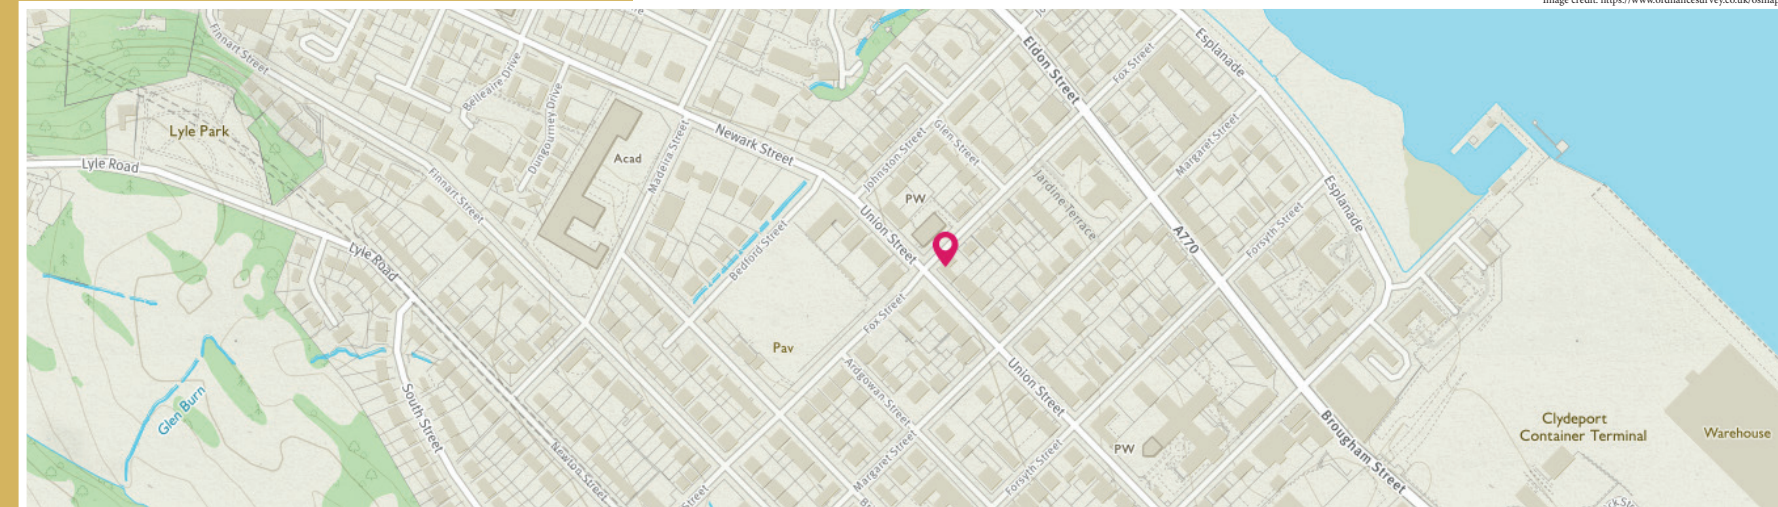 Image credit: https://www.ordnancesurvey.co.uk/osmap
Finnart Street
Belleaire Drive
Dungourney Drive
Eldon Street
Fox Street
Esplanade
Lyle Park
Lyle Road
Acad
Madeira Street
Newark Street
Johnston Street
Glen Street
Margaret Street
Finnart Street
PW
Jardine Terrace
Esplanade
Union Street
A770
Forsyth Street
Lyle Road
Bedford Street
Fox Street
Pav
Glen Burn
South Street
Ardgowan Street
Union Street
Clydeport
Container Terminal
Warehouse
Brougham Street
Newton Street
Margaret Street
Forsyth Street
PW
Street